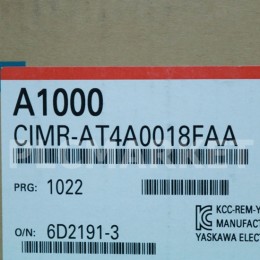 A1000
CIMR-AT4A0018FAA
PRG: 1022
KCC-REM-Y
MANUFACT
O/N: 6D2191-3
YASKAWA ELECT